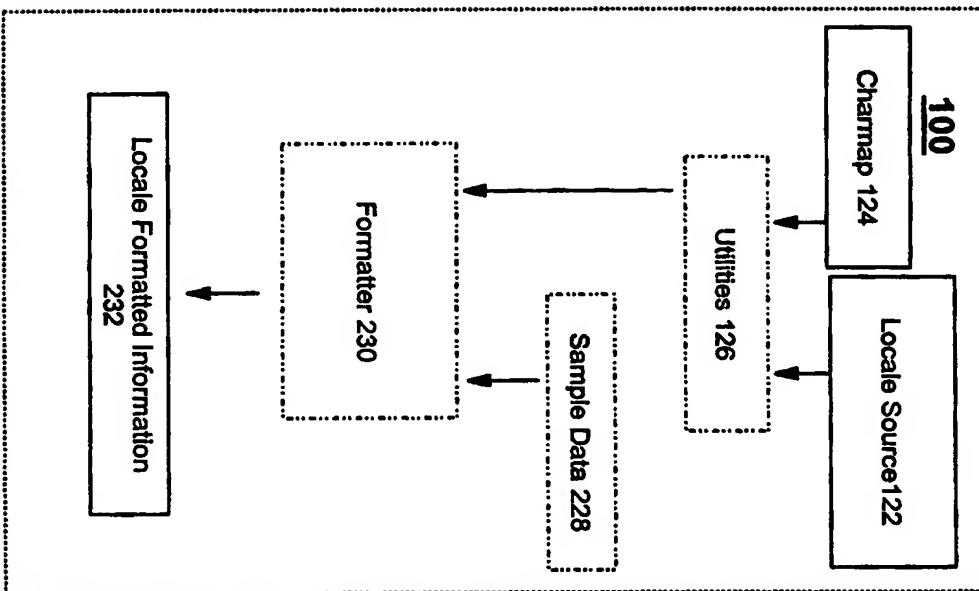 100
Charmap 124
Locale Source122
Utilities 126
Sample Data 228
Formatter 230
Locale Formatted Information
232